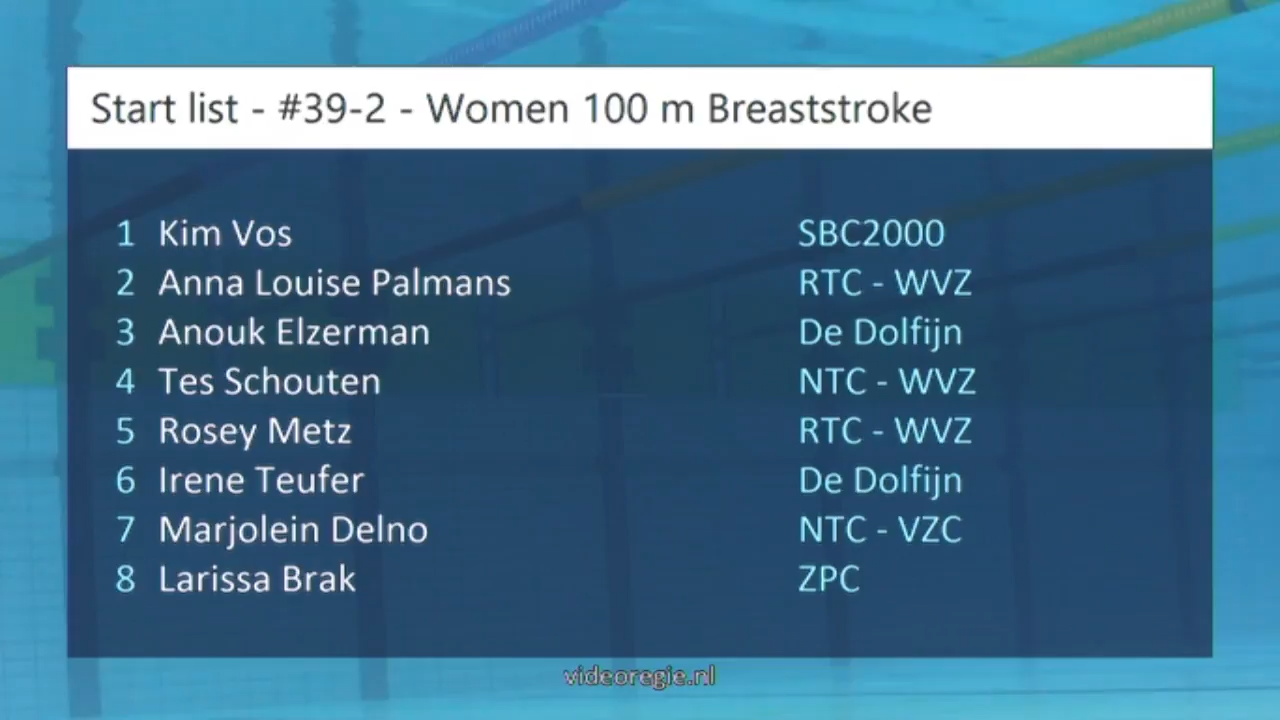 Start list - #39-2 - Women 100 m Breaststroke
1 Kim Vos SBC2000
2 Anna Louise Palmans RTC - WVZ
3 Anouk Elzerman De Dolfijn
4 Tes Schouten NTC - WVZ
5 Rosey Metz RTC - WVZ
6 Irene Teufer De Dolfijn
7 Marjolein Delno NTC - VZC
8 Larissa Brak ZPC
videoregie.nl